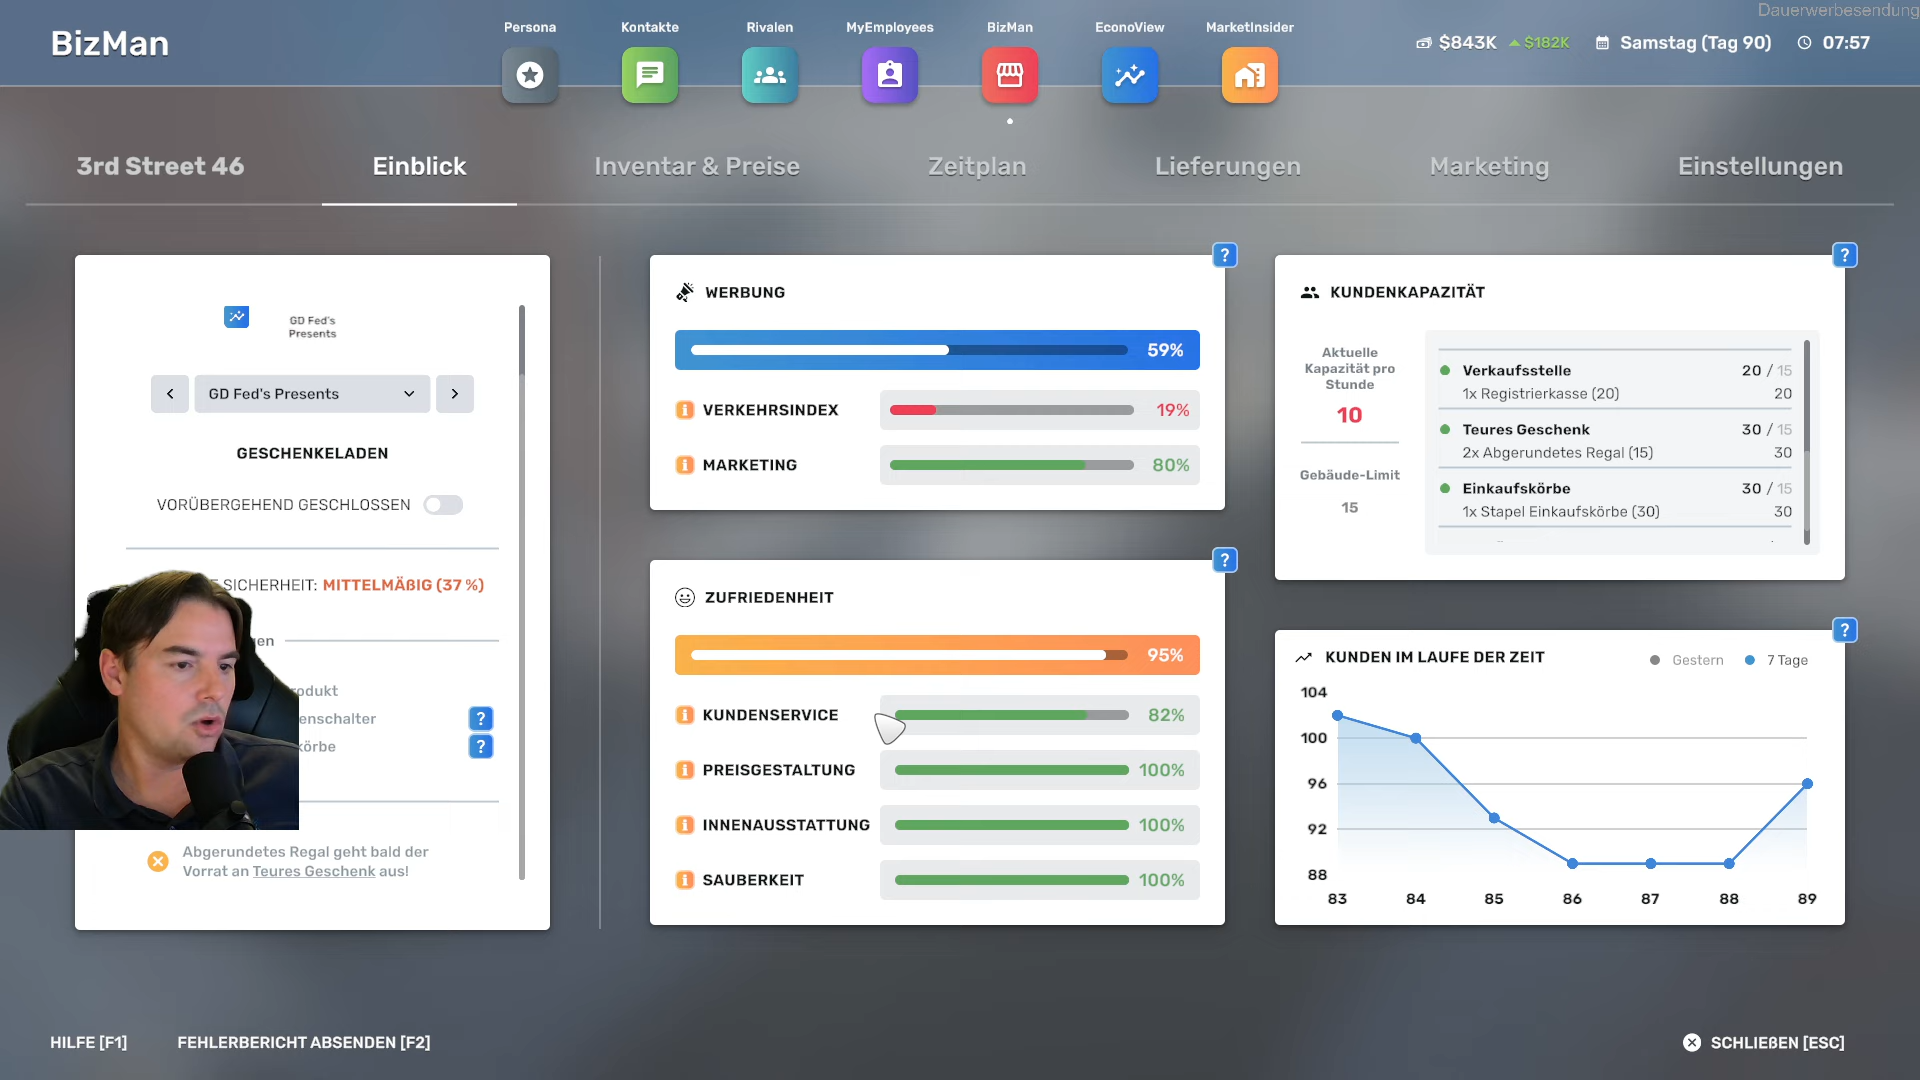 Dauerwerbesendung
BizMan
Persona
Kontakte
Rivalen
MyEmployees
BizMan
EconoView
MarketInsider
$843K
$182K
Samstag (Tag 90)
07:57
3rd Street 46
Einblick
Inventar & Preise
Zeitplan
Lieferungen
Marketing
Einstellungen
GD Fed's
Presents
GD Fed's Presents
GESCHENKELADEN
VORÜBERGEHEND GESCHLOSSEN
SICHERHEIT: MITTELMÄßIG (37 %)
en
rodukt
enschalter
?
körbe
?
Abgerundetes Regal geht bald der
Vorrat an Teures Geschenk aus!
?
WERBUNG
59%
VERKEHRSINDEX
19%
MARKETING
80%
?
ZUFRIEDENHEIT
95%
KUNDENSERVICE
82%
PREISGESTALTUNG
100%
INNENAUSSTATTUNG
100%
SAUBERKEIT
100%
?
KUNDENKAPAZITÄT
Aktuelle
Kapazität pro
Stunde
10
Gebäude-Limit
15
Verkaufsstelle 20 / 15
1x Registrierkasse (20) 20
Teures Geschenk 30 / 15
2x Abgerundetes Regal (15) 30
Einkaufskörbe 30 / 15
1x Stapel Einkaufskörbe (30) 30
?
KUNDEN IM LAUFE DER ZEIT
Gestern
7 Tage
104
100
96
92
88
83 84 85 86 87 88 89
HILFE [F1]
FEHLERBERICHT ABSENDEN [F2]
SCHLIEßEN [ESC]